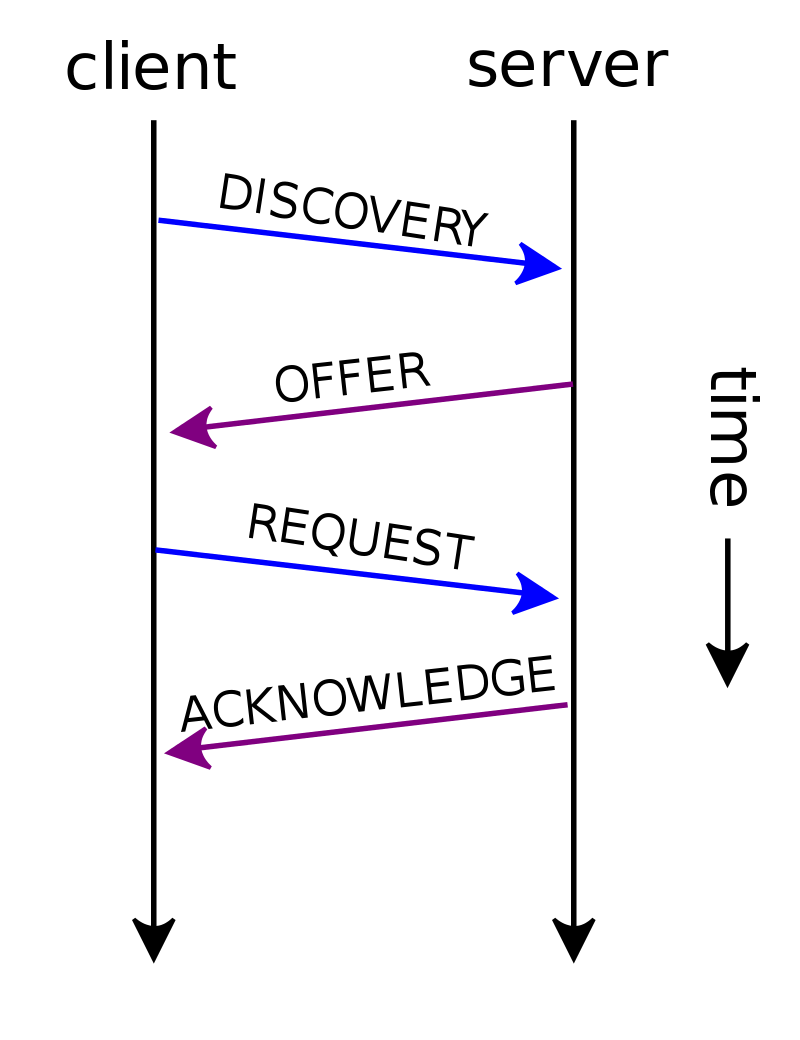 client
server
DISCOVERY
OFFER
time
REQUEST
ACKNOWLEDGE